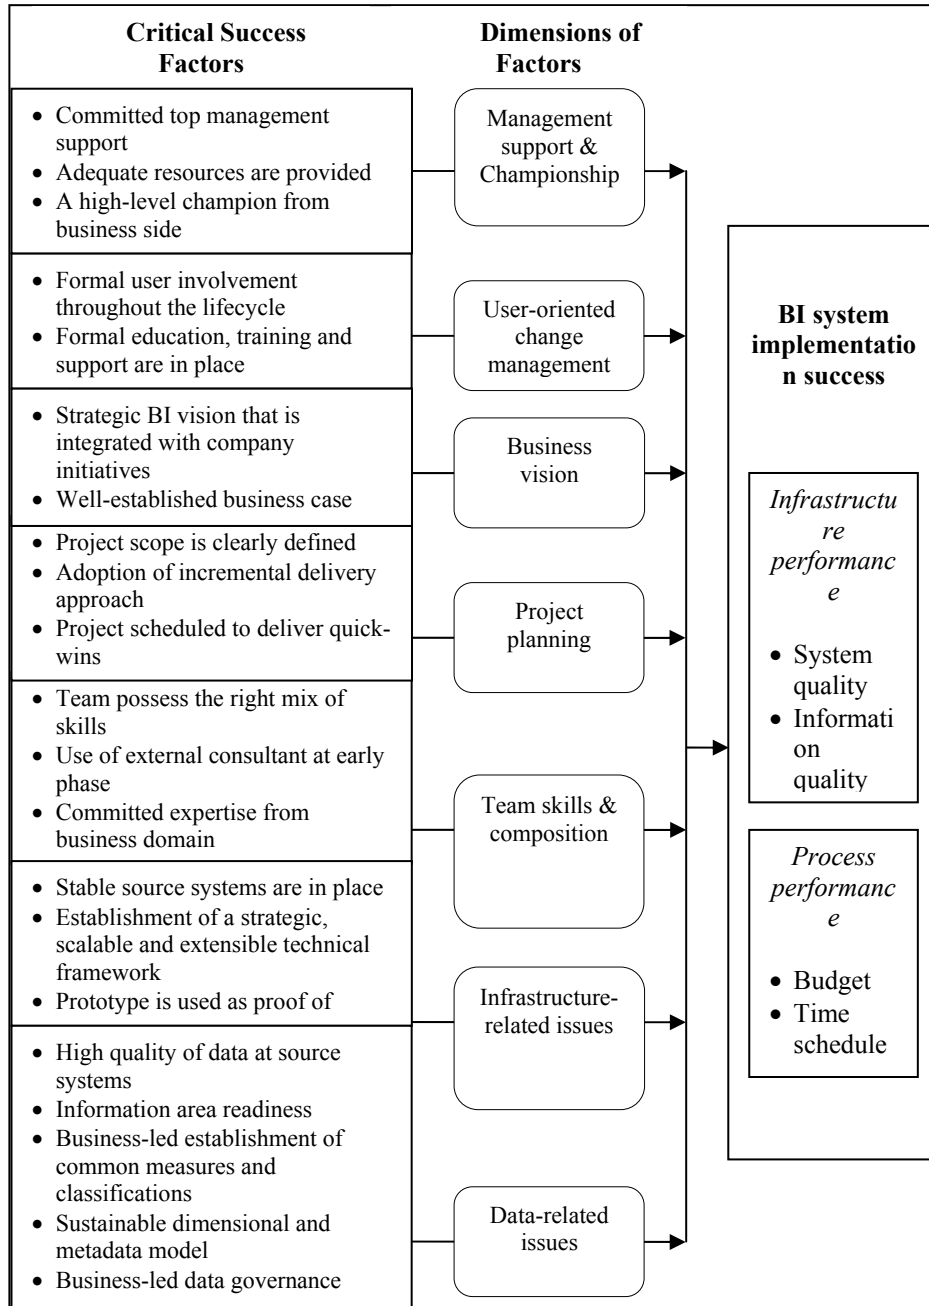 Critical Success
Factors
Dimensions of
Factors
• Committed top management
support
• Adequate resources are provided
• A high-level champion from
business side
Management
support &
Championship
• Formal user involvement
throughout the lifecycle
• Formal education, training and
support are in place
User-oriented
change
management
• Strategic BI vision that is
integrated with company
initiatives
• Well-established business case
Business
vision
• Project scope is clearly defined
• Adoption of incremental delivery
approach
• Project scheduled to deliver quick-
wins
Project
planning
• Team possess the right mix of
skills
• Use of external consultant at early
phase
• Committed expertise from
business domain
Team skills &
composition
• Stable source systems are in place
• Establishment of a strategic,
scalable and extensible technical
framework
• Prototype is used as proof of
Infrastructure-
related issues
• High quality of data at source
systems
• Information area readiness
• Business-led establishment of
common measures and
classifications
• Sustainable dimensional and
metadata model
• Business-led data governance
Data-related
issues
BI system
implementatio
n success
Infrastructu
re
performanc
e
• System
quality
• Informati
on
quality
Process
performanc
e
• Budget
• Time
schedule